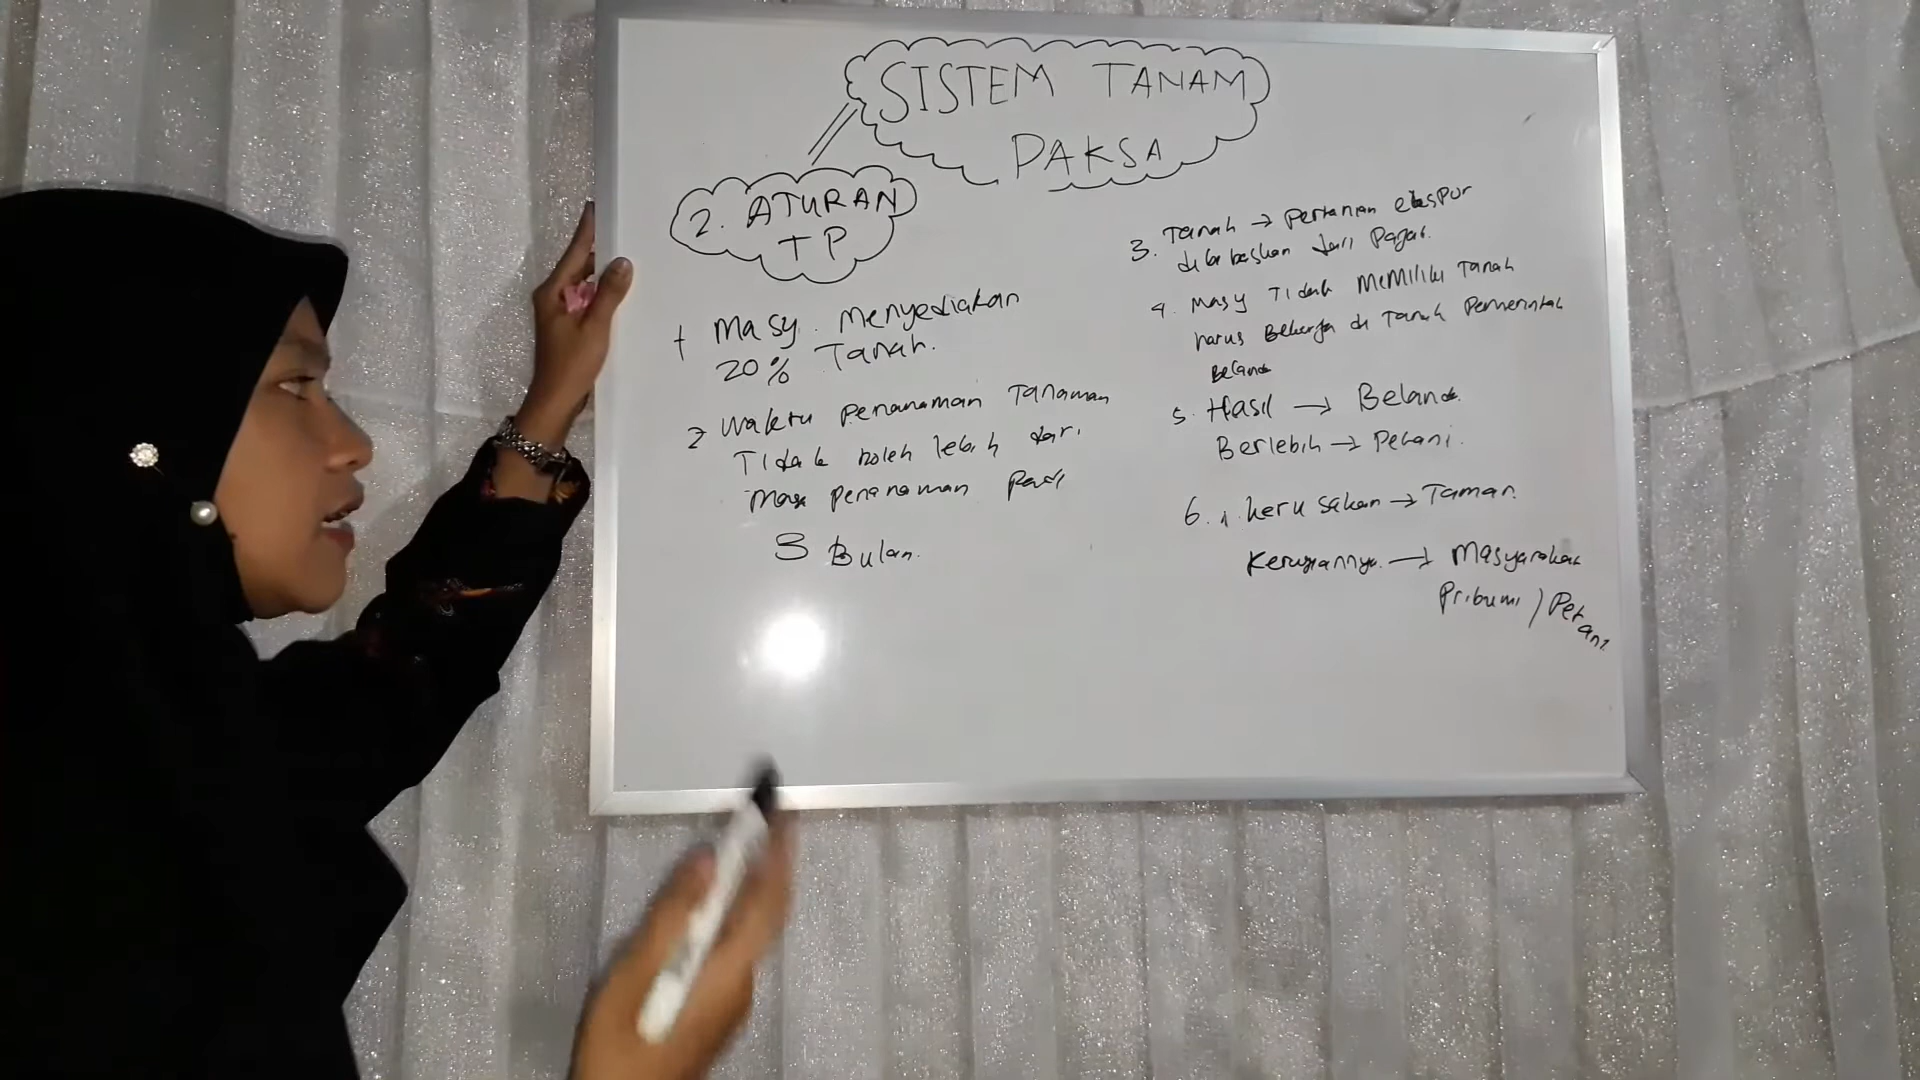 SISTEM TANAM
PAKSA
2. ATURAN
TP
1 Masy. Menyediakan
20% Tanah.
2 Waktu Penanaman Tanaman
Tidak boleh lebih dari
masa penanaman padi
3 Bulan.
3. Tanah → Pertanian ekspor
dibebaskan dari Pajak.
4. Masy Tidak Memiliki Tanah
harus Bekerja di Tanah Pemerintah
Belanda
5. Hasil → Belanda.
Berlebih → Petani.
6. kerusakan → Taman
Kerugiannya → Masyarakat
Pribumi / Petani